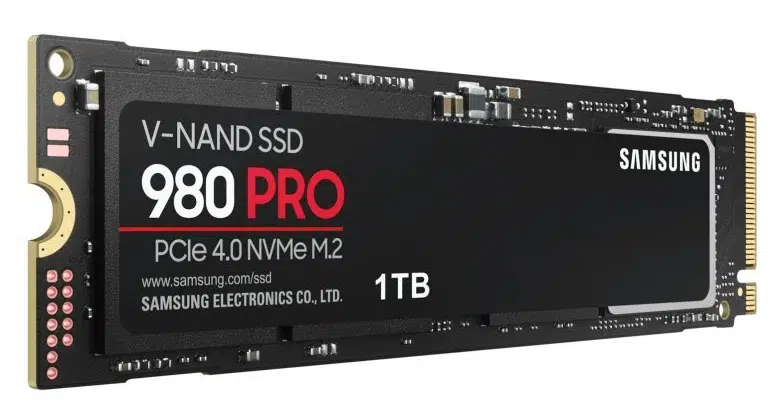 V-NAND SSD
980 PRO
PCIe 4.0 NVMe M.2
www.samsung.com/ssd
SAMSUNG ELECTRONICS CO., LTD.
1TB
SAMSUNG